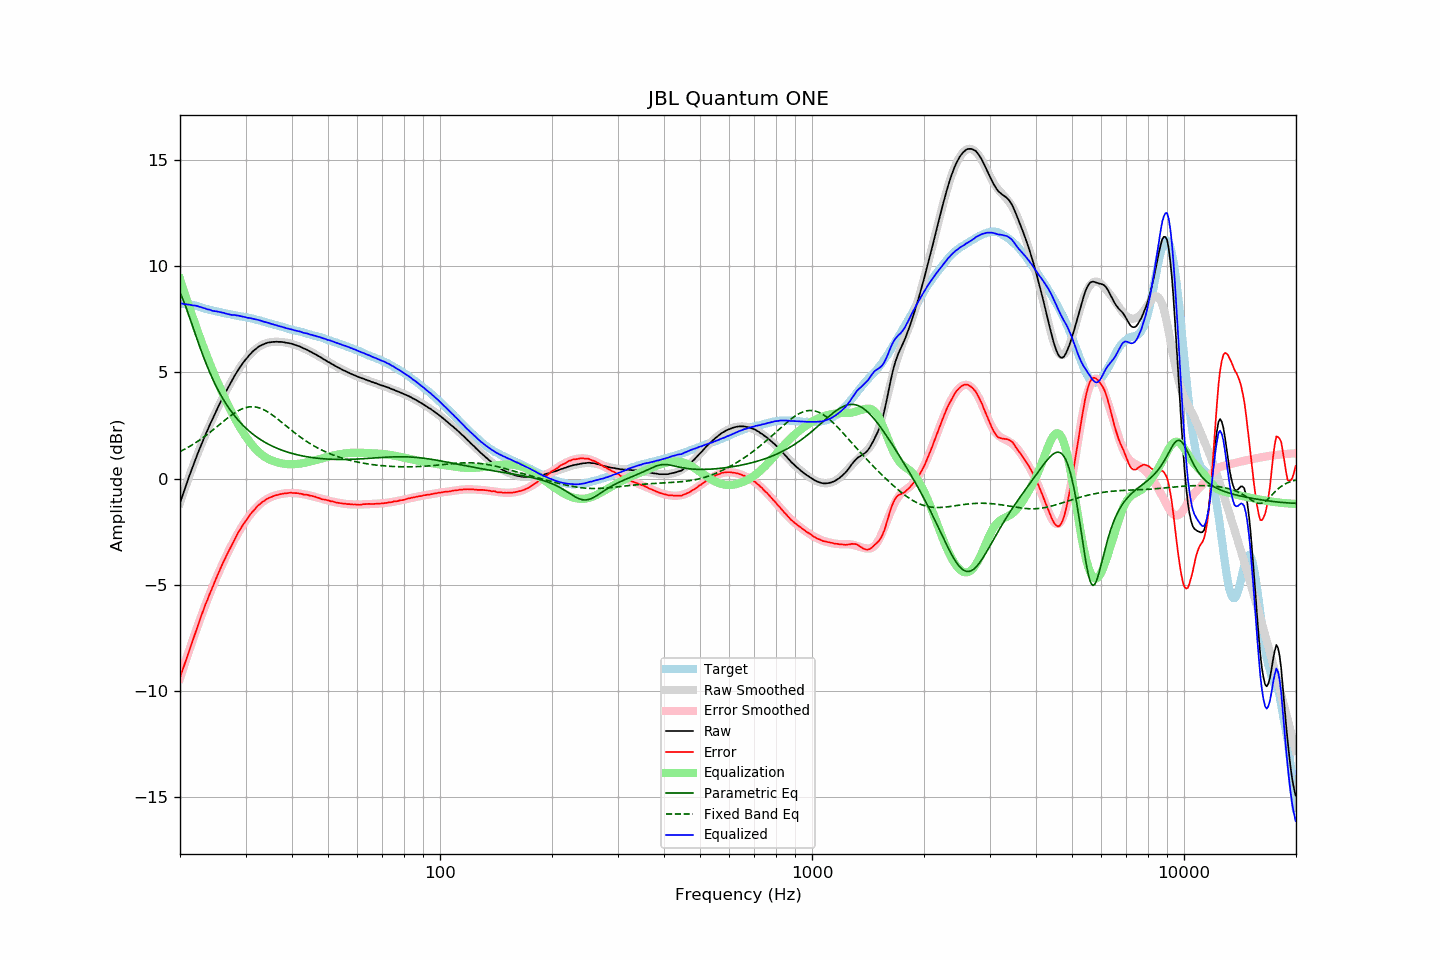 JBL Quantum ONE
15
10
5
0
−5
−10
−15
Amplitude (dBr)
Target
Raw Smoothed
Error Smoothed
Raw
Error
Equalization
Parametric Eq
Fixed Band Eq
Equalized
100 1000 10000
Frequency (Hz)